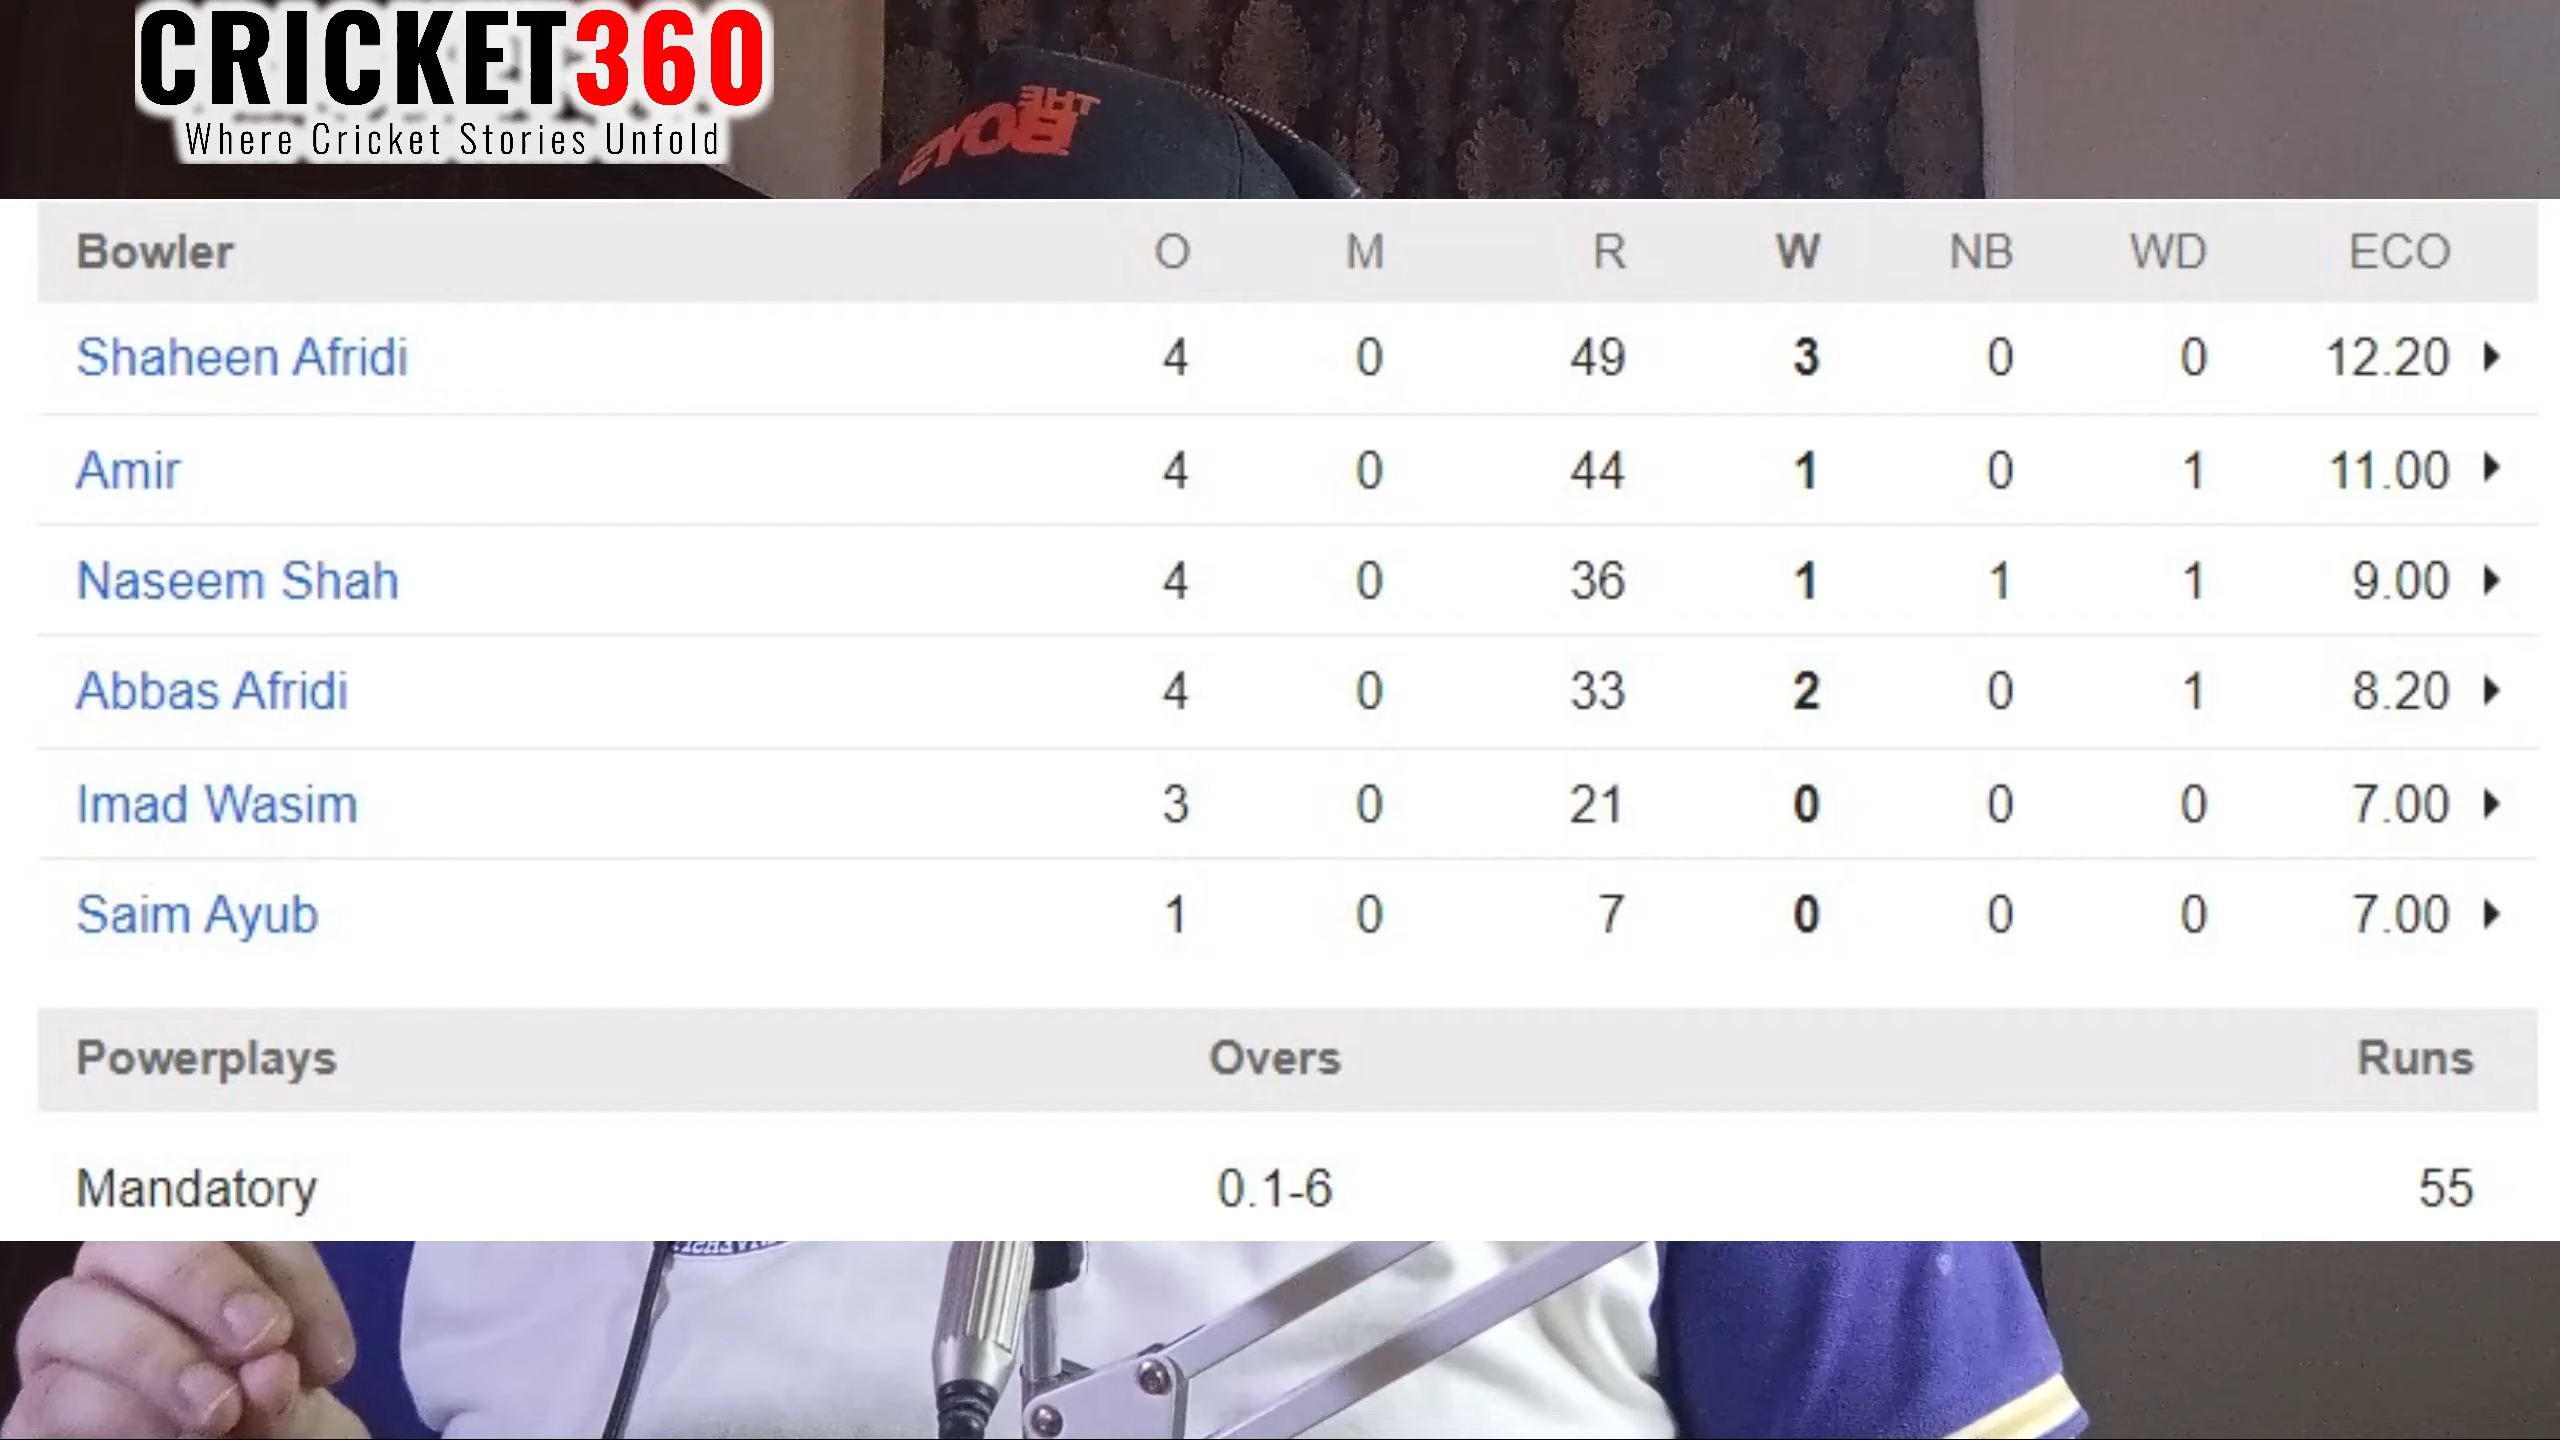 CRICKET360
Where Cricket Stories Unfold
THE
BOYS
Bowler O M R W NB WD ECO
Shaheen Afridi 4 0 49 3 0 0 12.20
Amir 4 0 44 1 0 1 11.00
Naseem Shah 4 0 36 1 1 1 9.00
Abbas Afridi 4 0 33 2 0 1 8.20
Imad Wasim 3 0 21 0 0 0 7.00
Saim Ayub 1 0 7 0 0 0 7.00
Powerplays Overs Runs
Mandatory 0.1-6 55